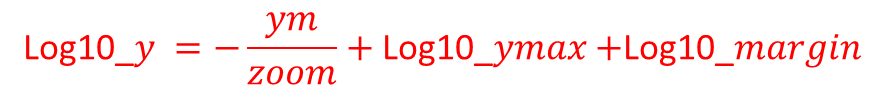 Log10_y = − ym/zoom + Log10_ymax +Log10_margin